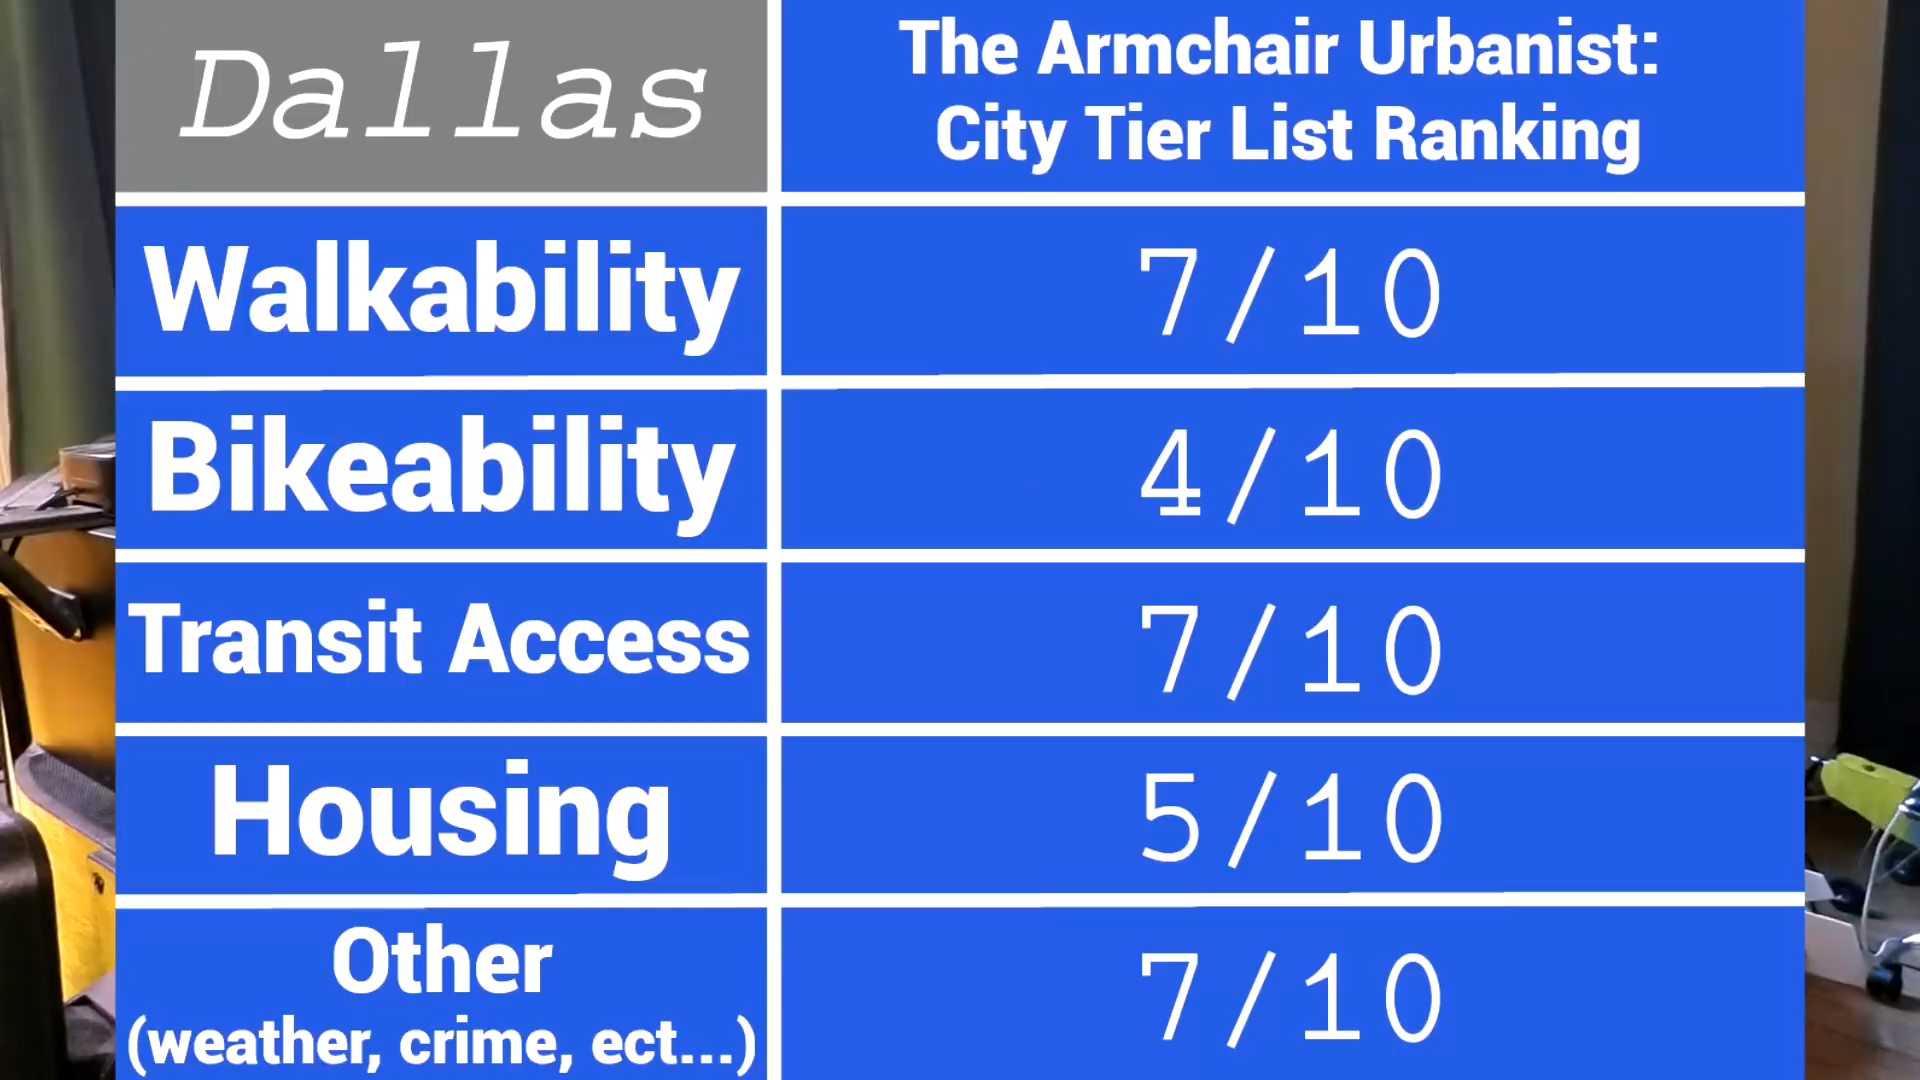 Dallas
The Armchair Urbanist:
City Tier List Ranking
Walkability
7/10
Bikeability
4/10
Transit Access
7/10
Housing
5/10
Other
(weather, crime, ect...)
7/10